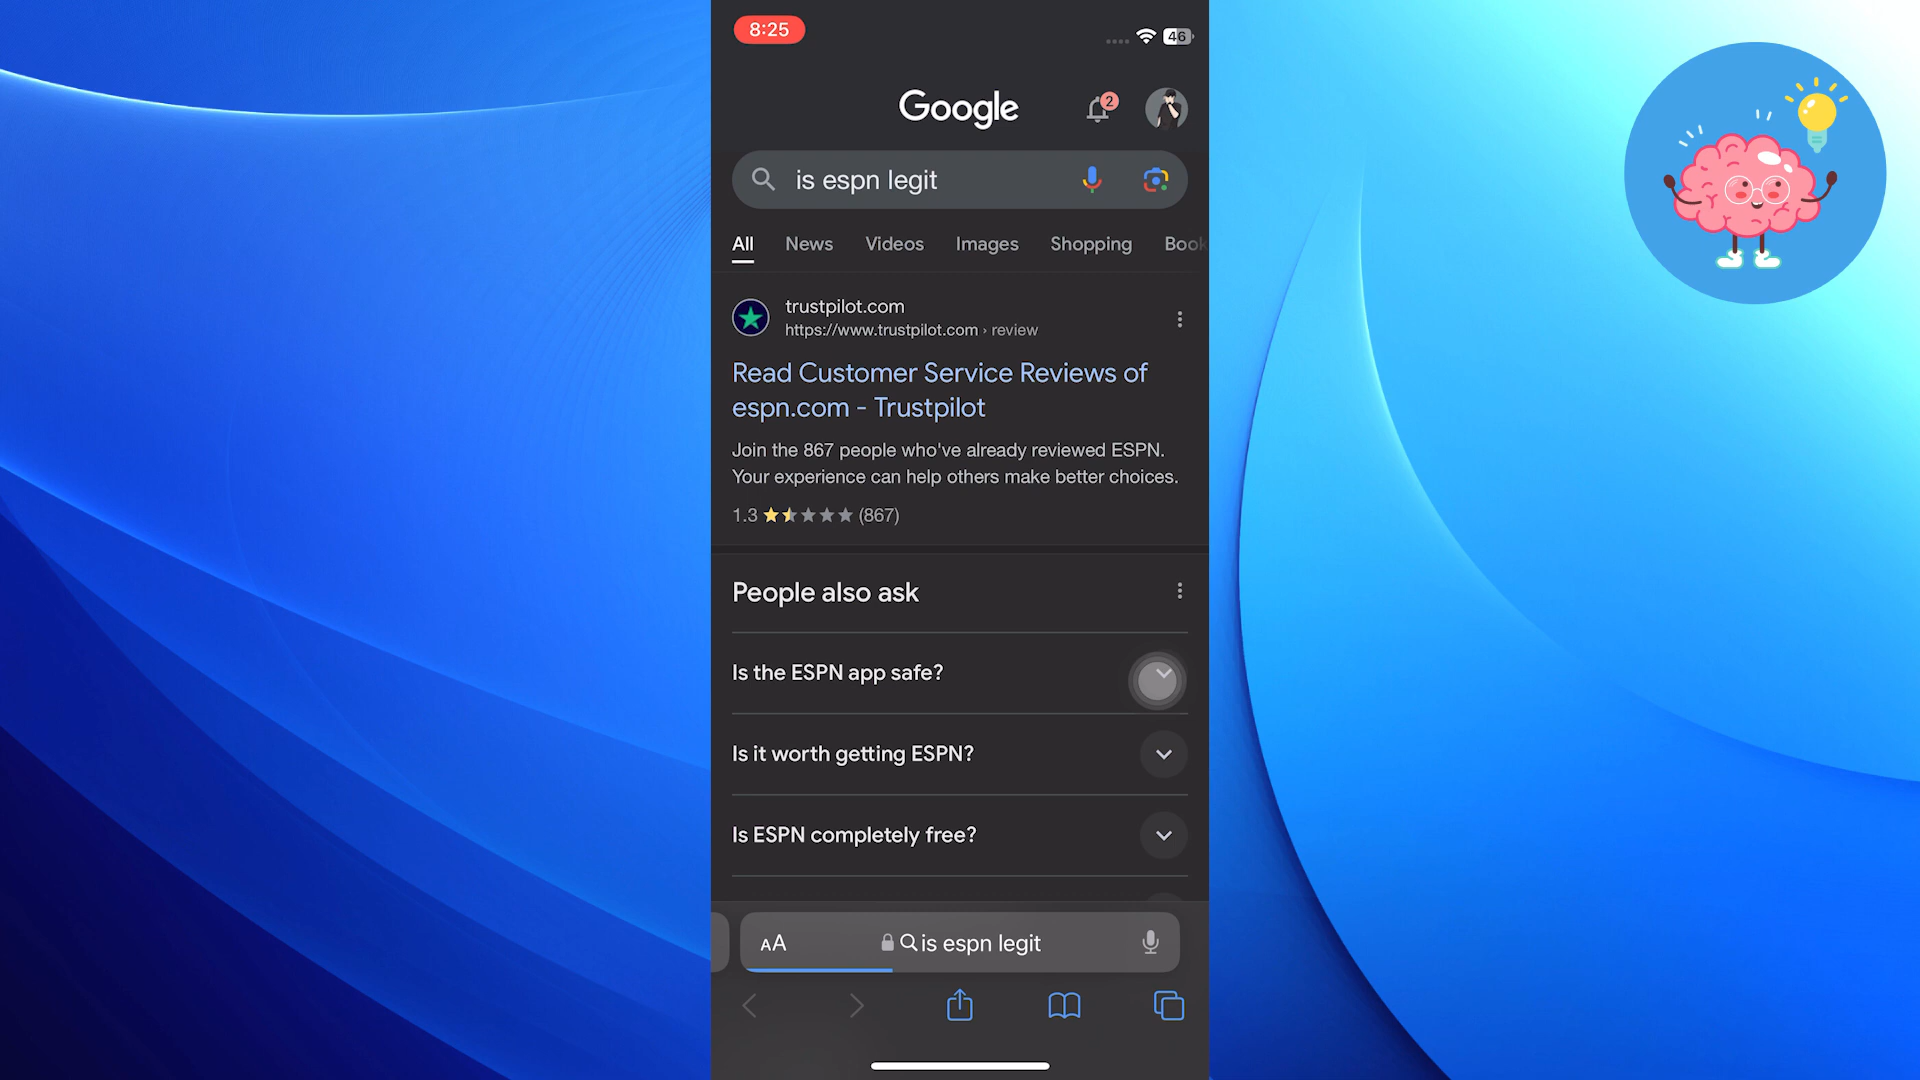 8:25
46
Google
2
is espn legit
All News Videos Images Shopping Book
trustpilot.com
https://www.trustpilot.com › review
Read Customer Service Reviews of
espn.com - Trustpilot
Join the 867 people who've already reviewed ESPN.
Your experience can help others make better choices.
1.3 (867)
People also ask
Is the ESPN app safe?
Is it worth getting ESPN?
Is ESPN completely free?
AA is espn legit